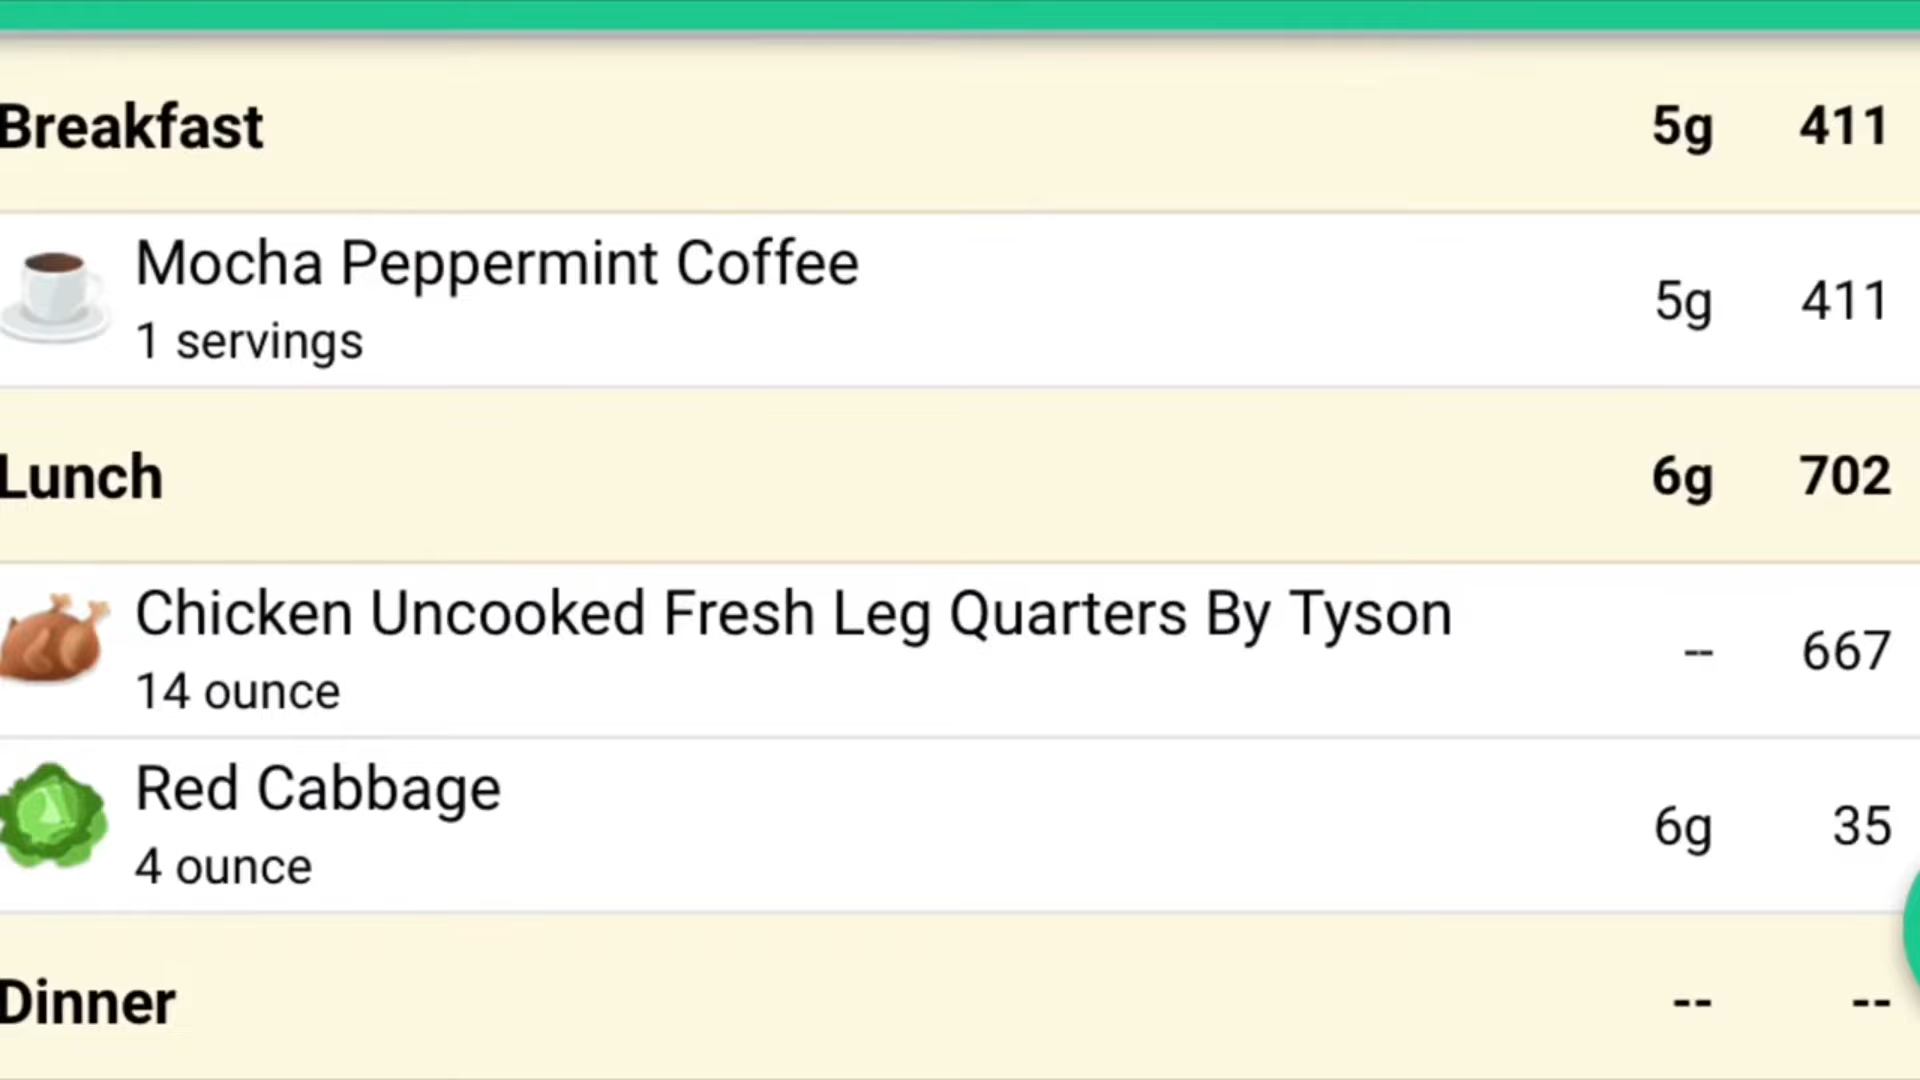 Breakfast 5g 411
Mocha Peppermint Coffee
1 servings
5g 411
Lunch 6g 702
Chicken Uncooked Fresh Leg Quarters By Tyson
14 ounce
-- 667
Red Cabbage
4 ounce
6g 35
Dinner -- --